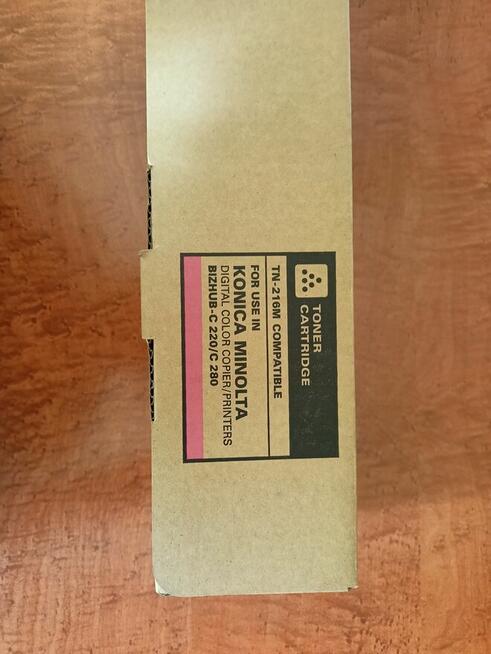 TONER
CARTRIDGE
TN-216M COMPATIBLE
FOR USE IN
KONICA MINOLTA
DIGITAL COLOR COPIER/PRINTERS
BIZHUB-C 220/C 280